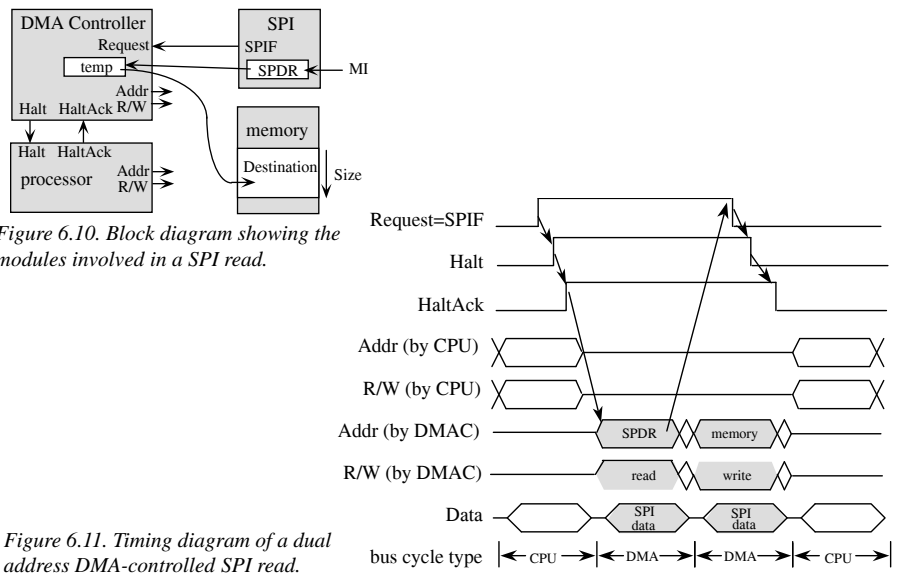 DMA Controller
SPI
Request
SPIF
temp
SPDR
MI
Addr
R/W
Halt HaltAck
memory
Halt HaltAck
processor
Addr
R/W
Destination
Size
Figure 6.10. Block diagram showing the
modules involved in a SPI read.
Request=SPIF
Halt
HaltAck
Addr (by CPU)
R/W (by CPU)
Addr (by DMAC)
SPDR
memory
R/W (by DMAC)
read
write
Data
SPI
data
SPI
data
bus cycle type
CPU
DMA
DMA
CPU
Figure 6.11. Timing diagram of a dual
address DMA-controlled SPI read.